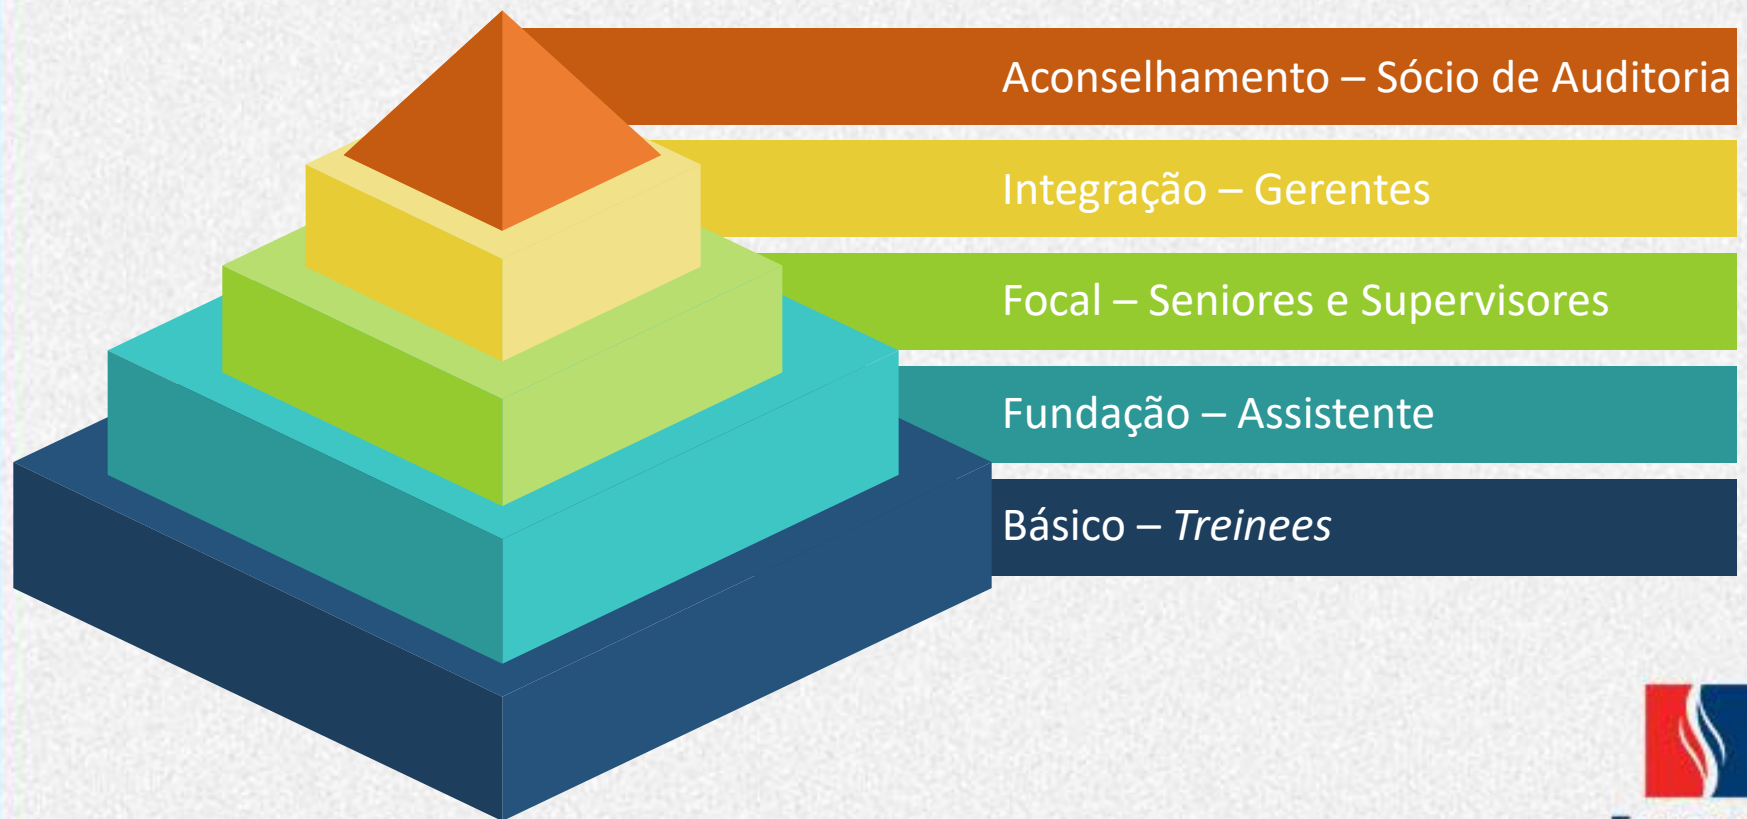 Aconselhamento – Sócio de Auditoria
Integração – Gerentes
Focal – Seniores e Supervisores
Fundação – Assistente
Básico – Treinees